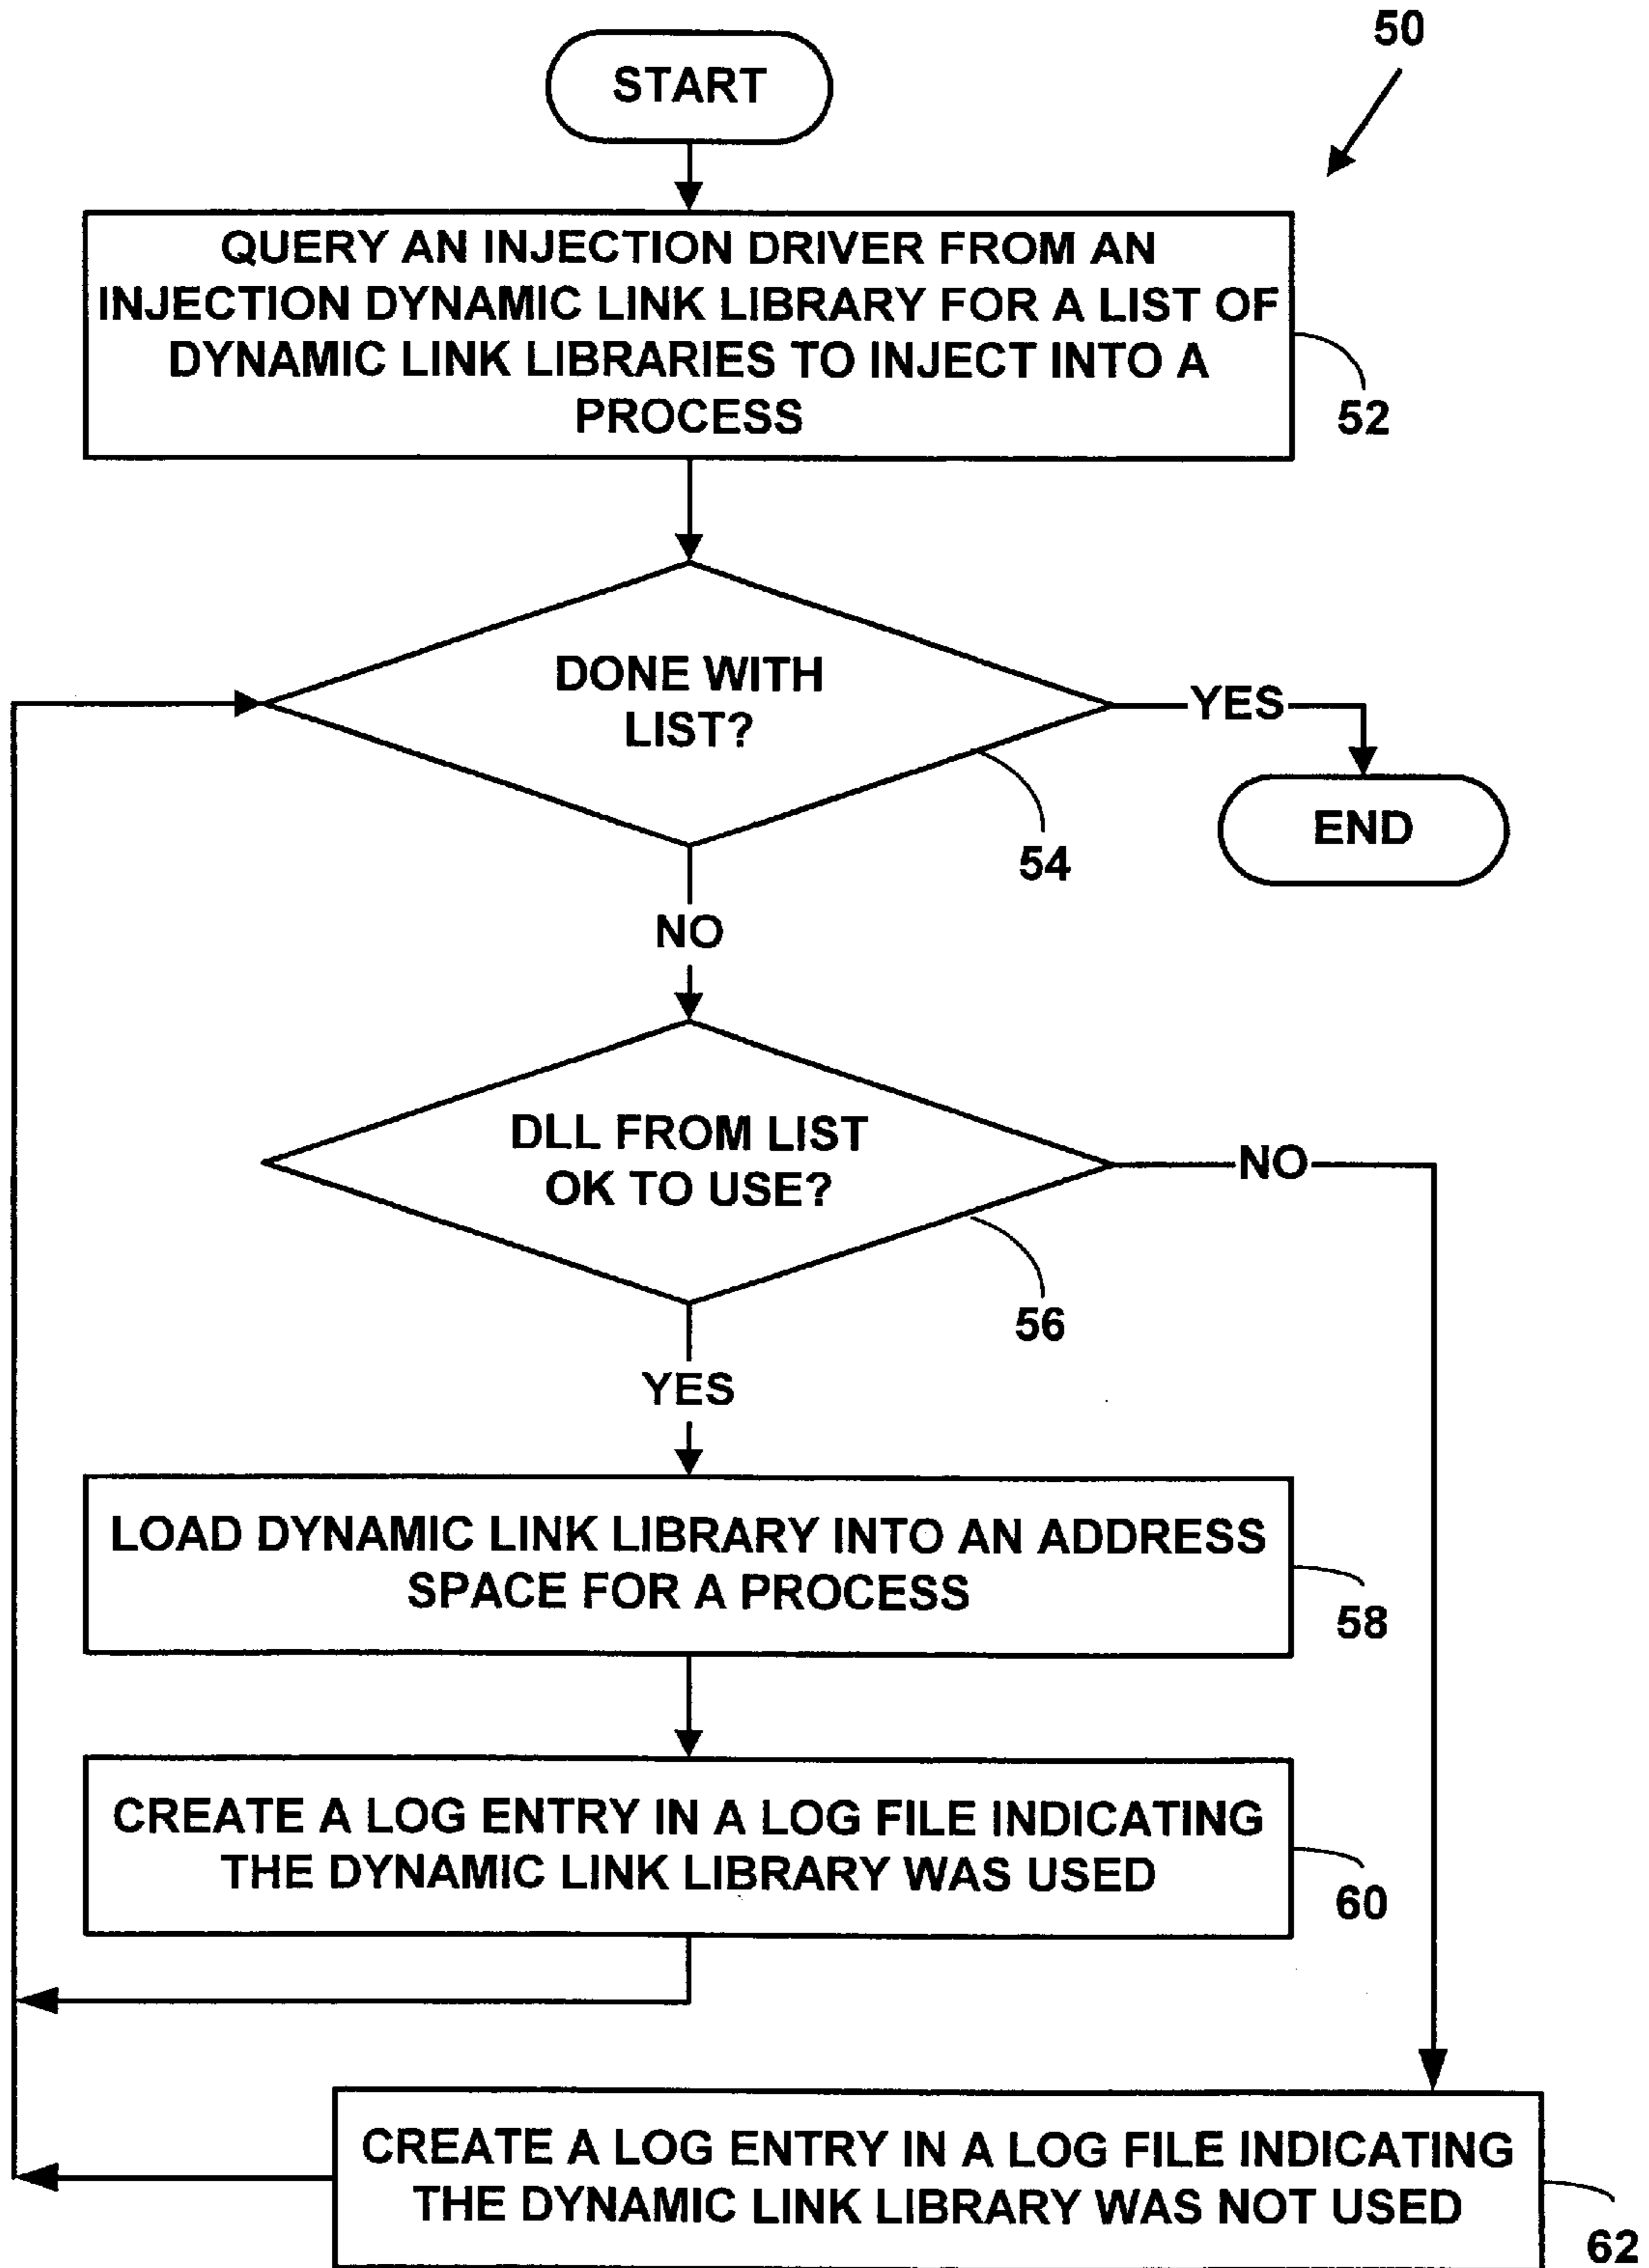 50
START
QUERY AN INJECTION DRIVER FROM AN
INJECTION DYNAMIC LINK LIBRARY FOR A LIST OF
DYNAMIC LINK LIBRARIES TO INJECT INTO A
PROCESS
52
DONE WITH
LIST?
YES
END
54
NO
DLL FROM LIST
OK TO USE?
NO
56
YES
LOAD DYNAMIC LINK LIBRARY INTO AN ADDRESS
SPACE FOR A PROCESS
58
CREATE A LOG ENTRY IN A LOG FILE INDICATING
THE DYNAMIC LINK LIBRARY WAS USED
60
CREATE A LOG ENTRY IN A LOG FILE INDICATING
THE DYNAMIC LINK LIBRARY WAS NOT USED
62